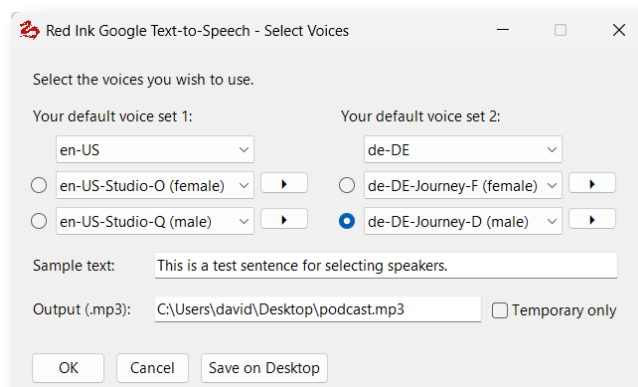 Red Ink Google Text-to-Speech - Select Voices
Select the voices you wish to use.
Your default voice set 1: Your default voice set 2:
en-US de-DE
en-US-Studio-O (female) de-DE-Journey-F (female)
en-US-Studio-Q (male) de-DE-Journey-D (male)
Sample text: This is a test sentence for selecting speakers.
Output (.mp3): C:\Users\david\Desktop\podcast.mp3 Temporary only
OK Cancel Save on Desktop